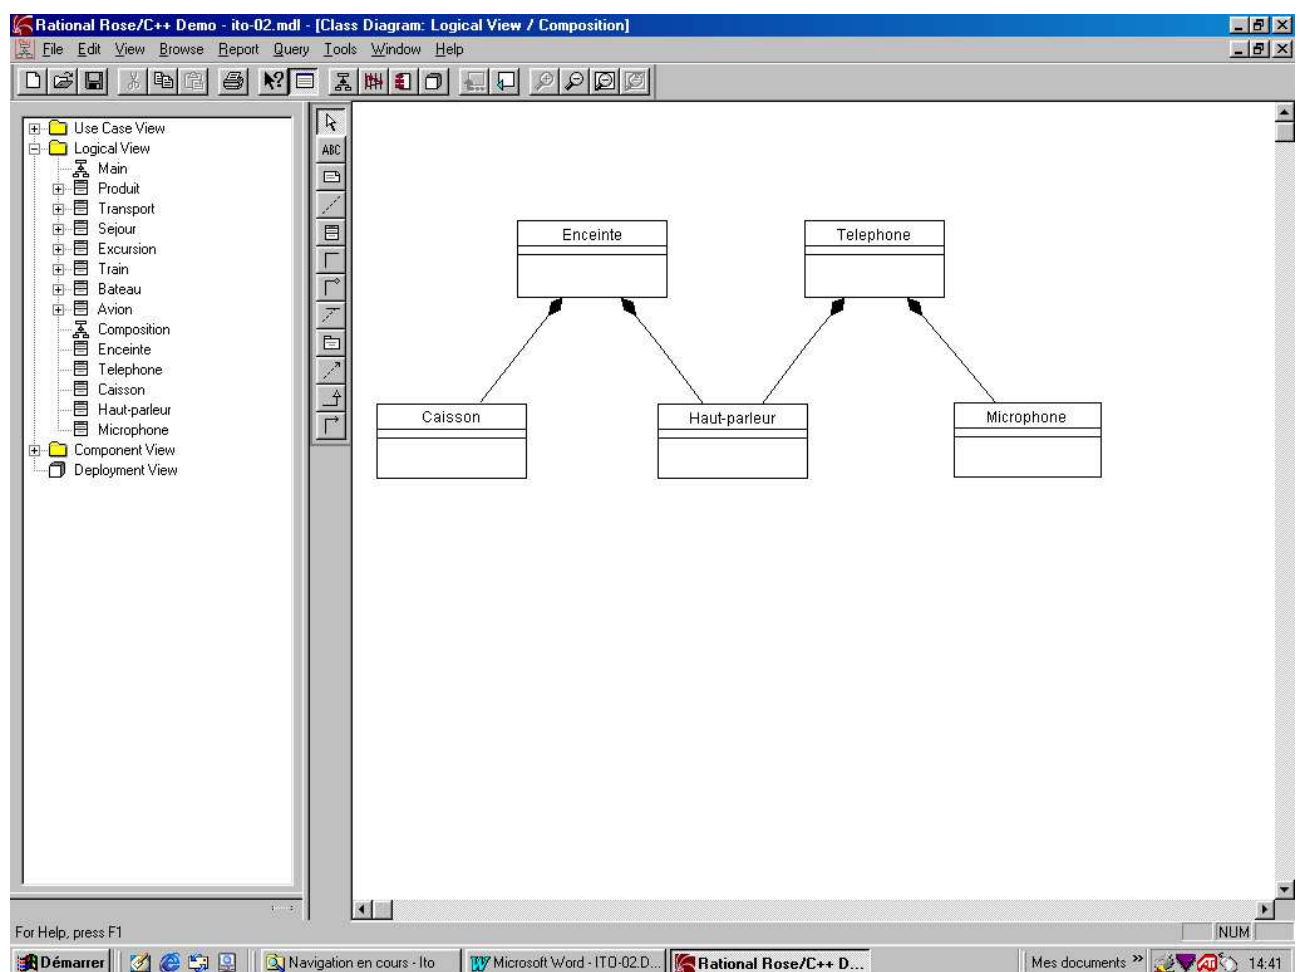 Rational Rose/C++ Demo - ito-02.mdl - [Class Diagram: Logical View / Composition]
File Edit View Browse Report Query Tools Window Help
ABC
Use Case View
Logical View
Main
Produit
Transport
Sejour
Excursion
Train
Bateau
Avion
Composition
Enceinte
Telephone
Caisson
Haut-parleur
Microphone
Component View
Deployment View
Enceinte
Telephone
Caisson
Haut-parleur
Microphone
For Help, press F1
NUM
Démarrer
Navigation en cours - Ito
Microsoft Word - ITO-02.D...
Rational Rose/C++ D...
Mes documents »
14:41